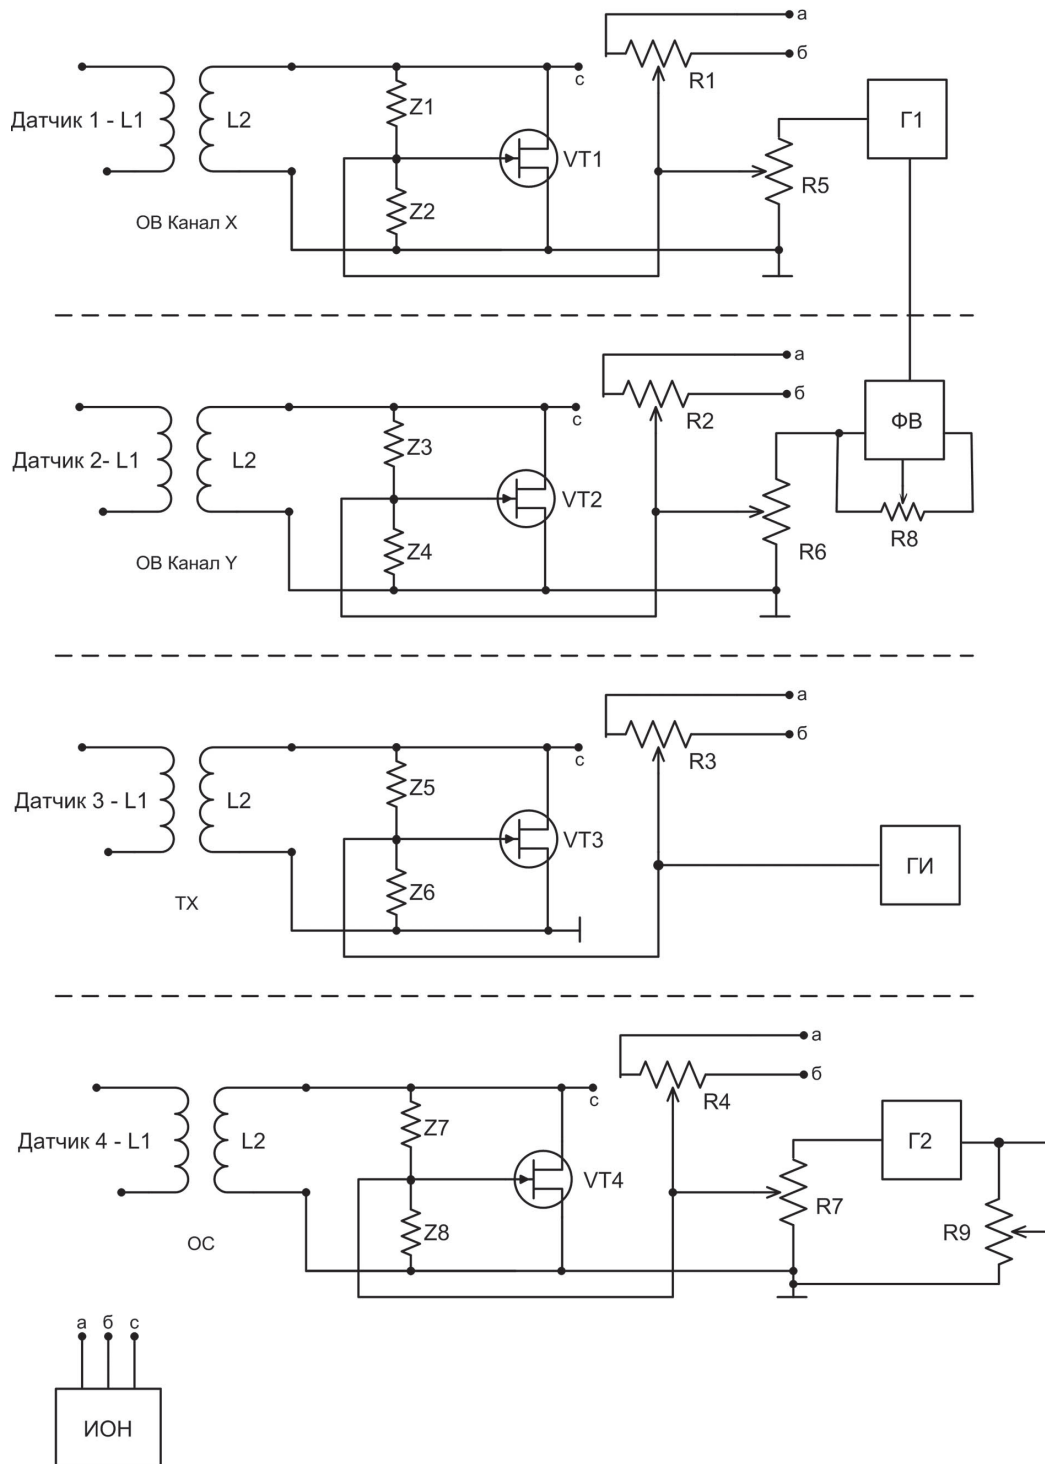 а
б
R1
с
Датчик 1 - L1
L2
Z1
VT1
Z2
R5
Г1
ОВ Канал X
а
б
R2
с
Датчик 2- L1
L2
Z3
VT2
Z4
R6
ФВ
R8
ОВ Канал Y
а
б
R3
с
Датчик 3 - L1
L2
Z5
VT3
Z6
ГИ
ТХ
а
б
R4
с
Датчик 4 - L1
L2
Z7
VT4
Z8
R7
Г2
R9
ОС
а б с
ИОН